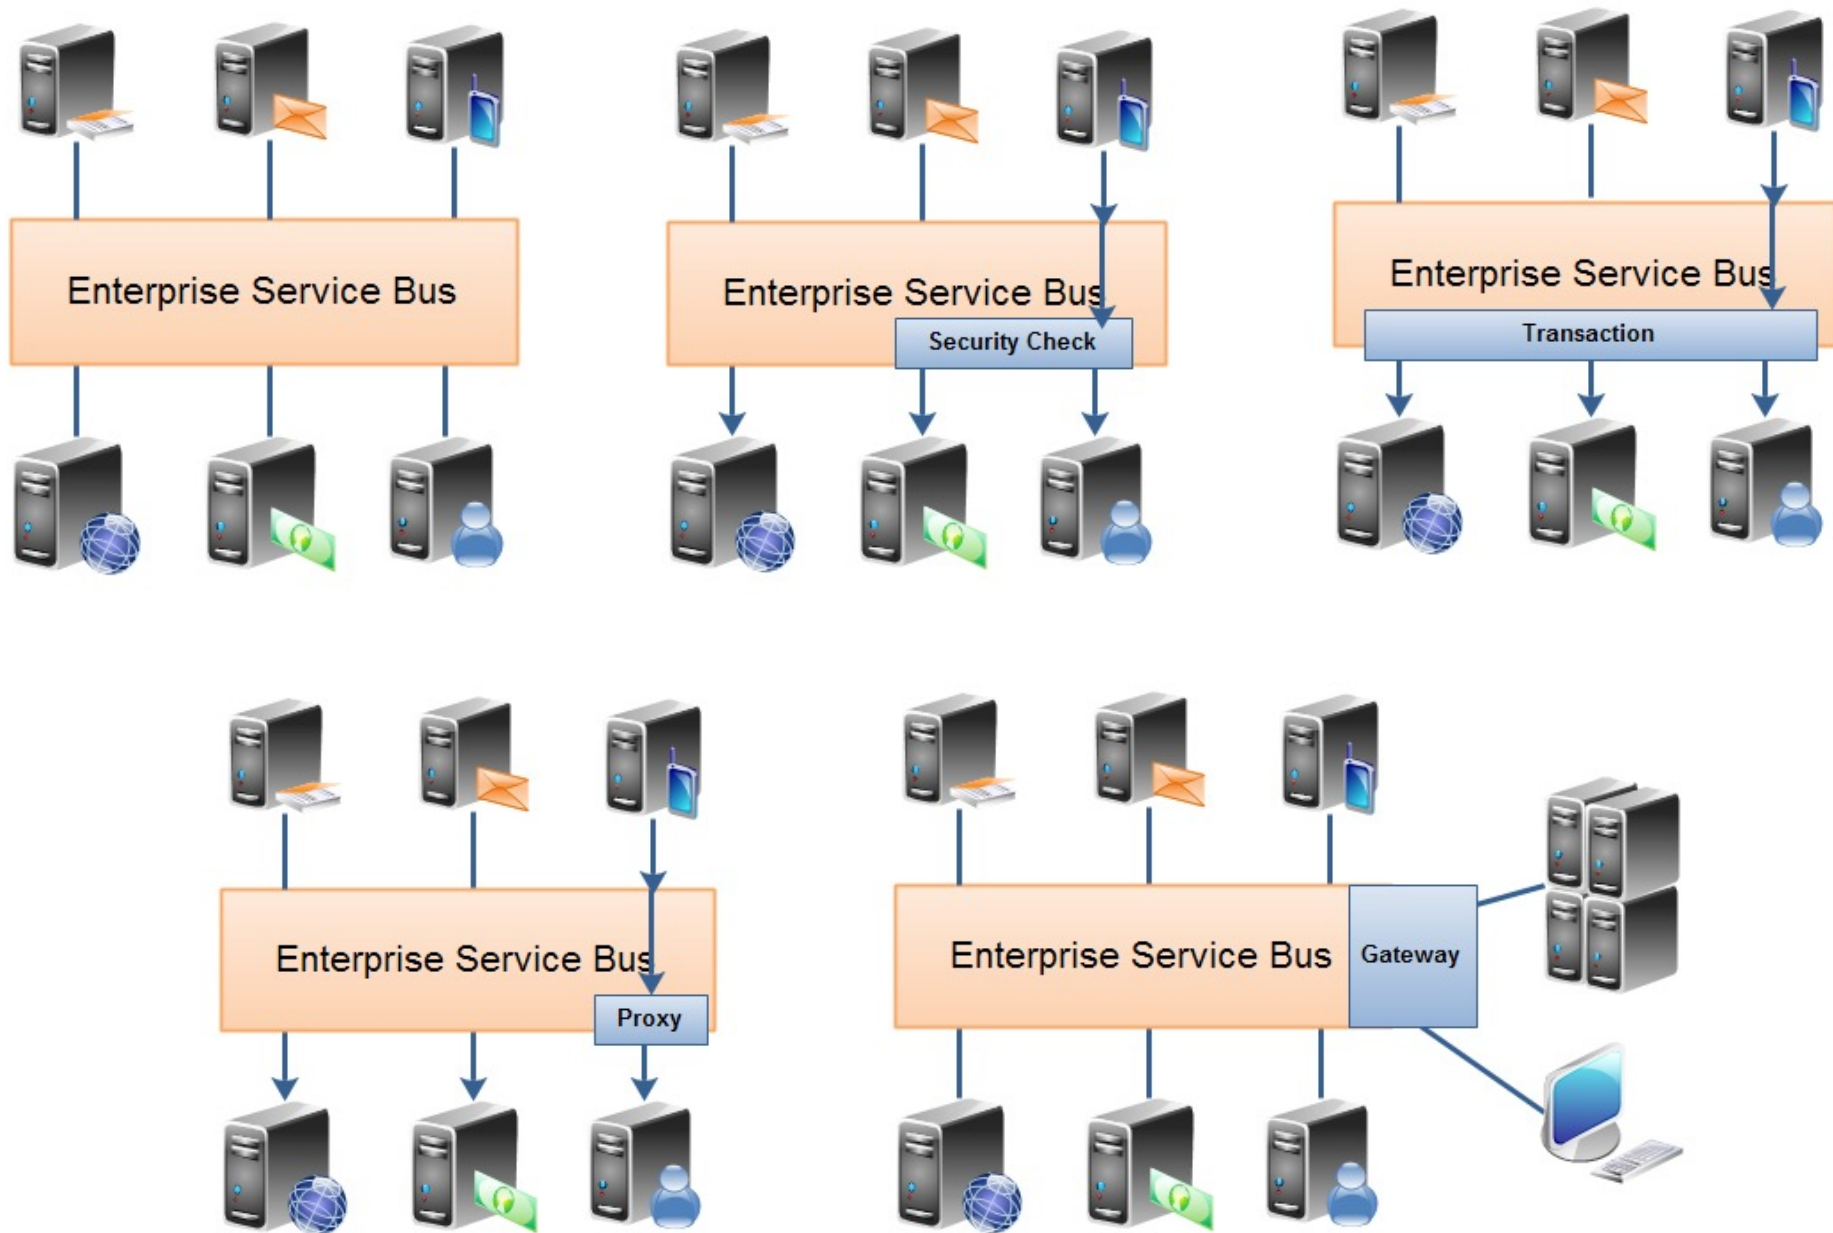 Enterprise Service Bus
Enterprise Service Bus
Security Check
Enterprise Service Bus
Transaction
Enterprise Service Bus
Proxy
Enterprise Service Bus
Gateway